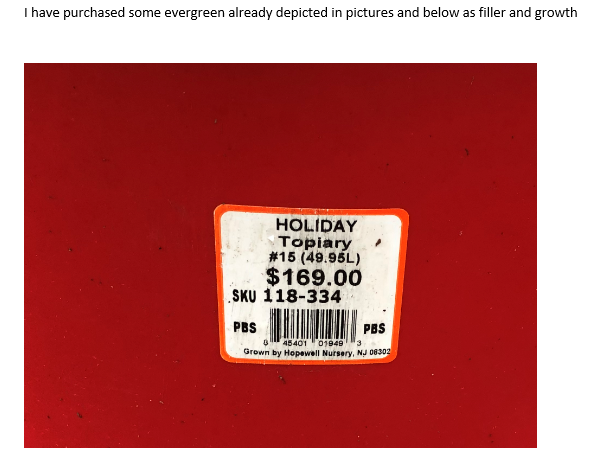 I have purchased some evergreen already depicted in pictures and below as filler and growth
HOLIDAY
Topiary
#15 (49.95L)
$169.00
SKU 118-334
PBS PBS
0 45401 01949 3
Grown by Hopewell Nursery, NJ 08302